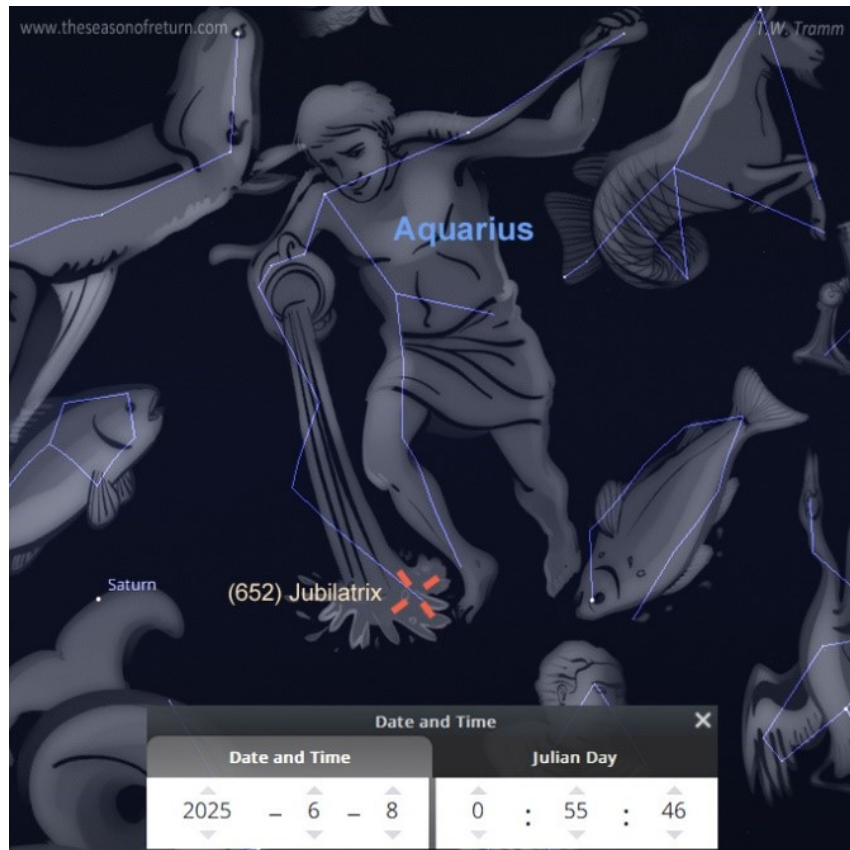 www.theseasonofreturn.com
T.W. Tramm
Aquarius
Saturn
(652) Jubilatrix
Date and Time
Date and Time
Julian Day
2025 – 6 – 8
0 : 55 : 46